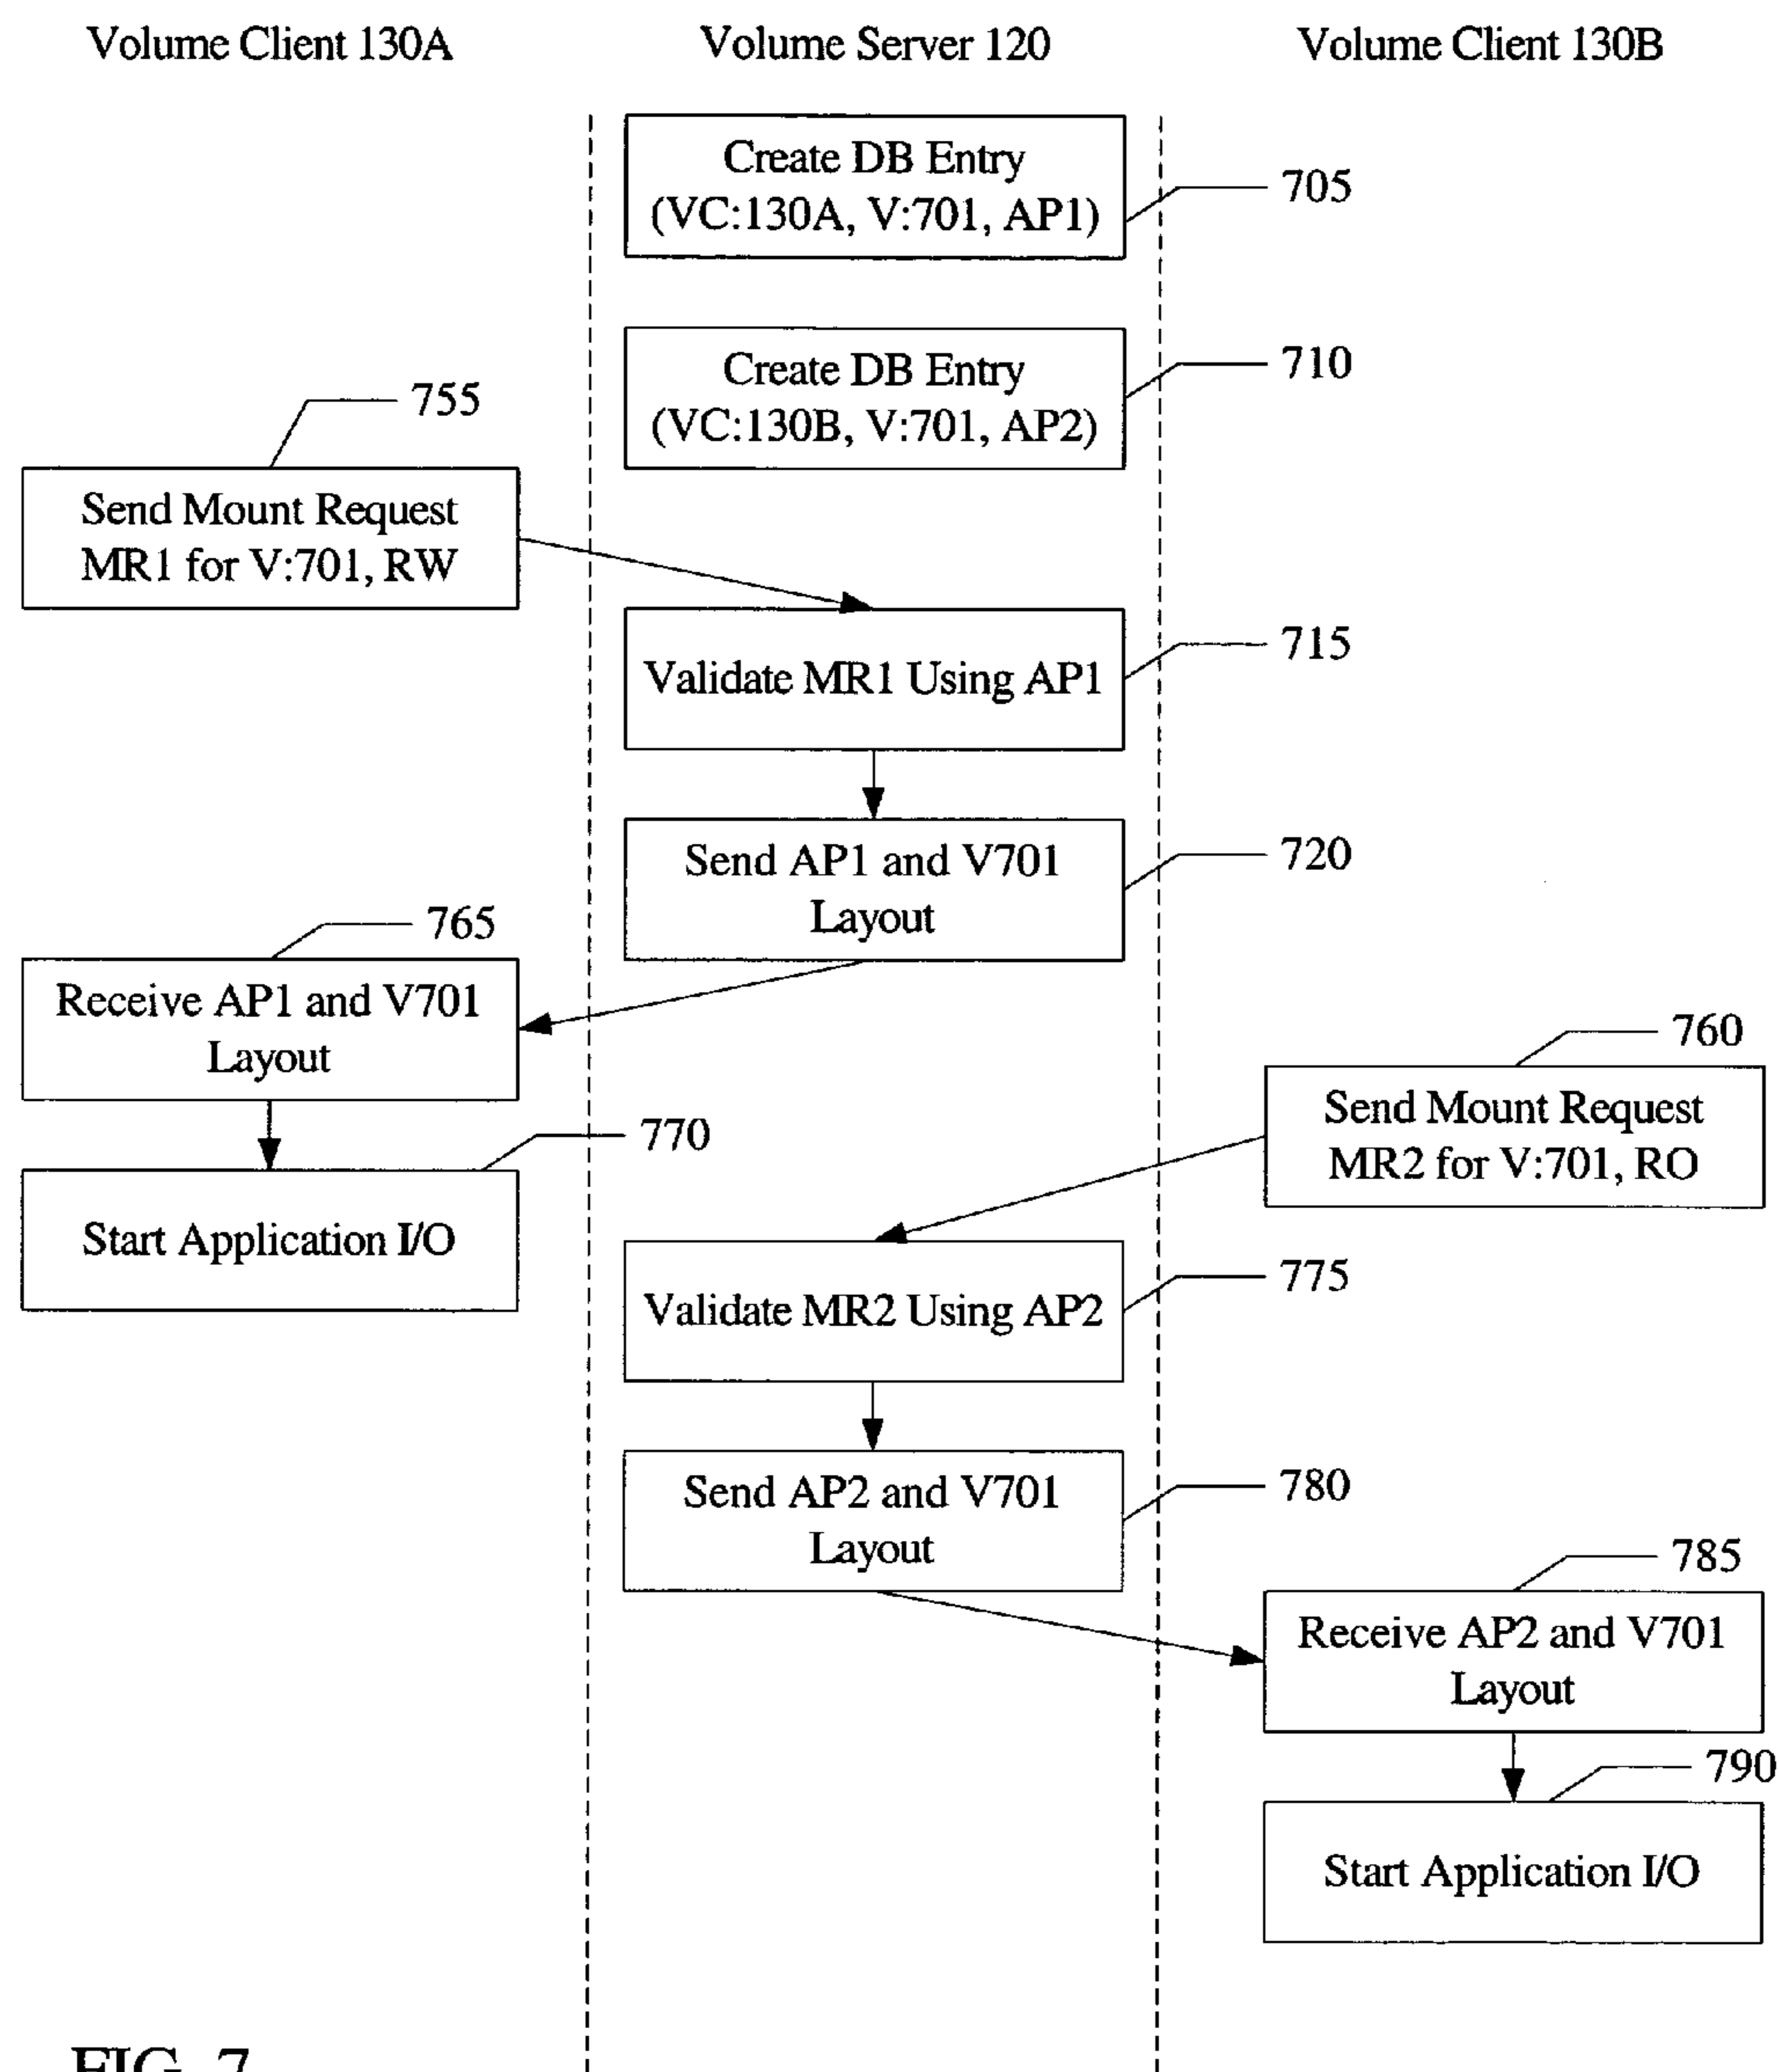 Volume Client 130A
Volume Server 120
Volume Client 130B
Create DB Entry
(VC:130A, V:701, AP1)
705
Create DB Entry
(VC:130B, V:701, AP2)
710
755
Send Mount Request
MR1 for V:701, RW
Validate MR1 Using AP1
715
Send AP1 and V701
Layout
720
765
Receive AP1 and V701
Layout
760
Send Mount Request
MR2 for V:701, RO
770
Start Application I/O
Validate MR2 Using AP2
775
Send AP2 and V701
Layout
780
785
Receive AP2 and V701
Layout
790
Start Application I/O
FIG. 7